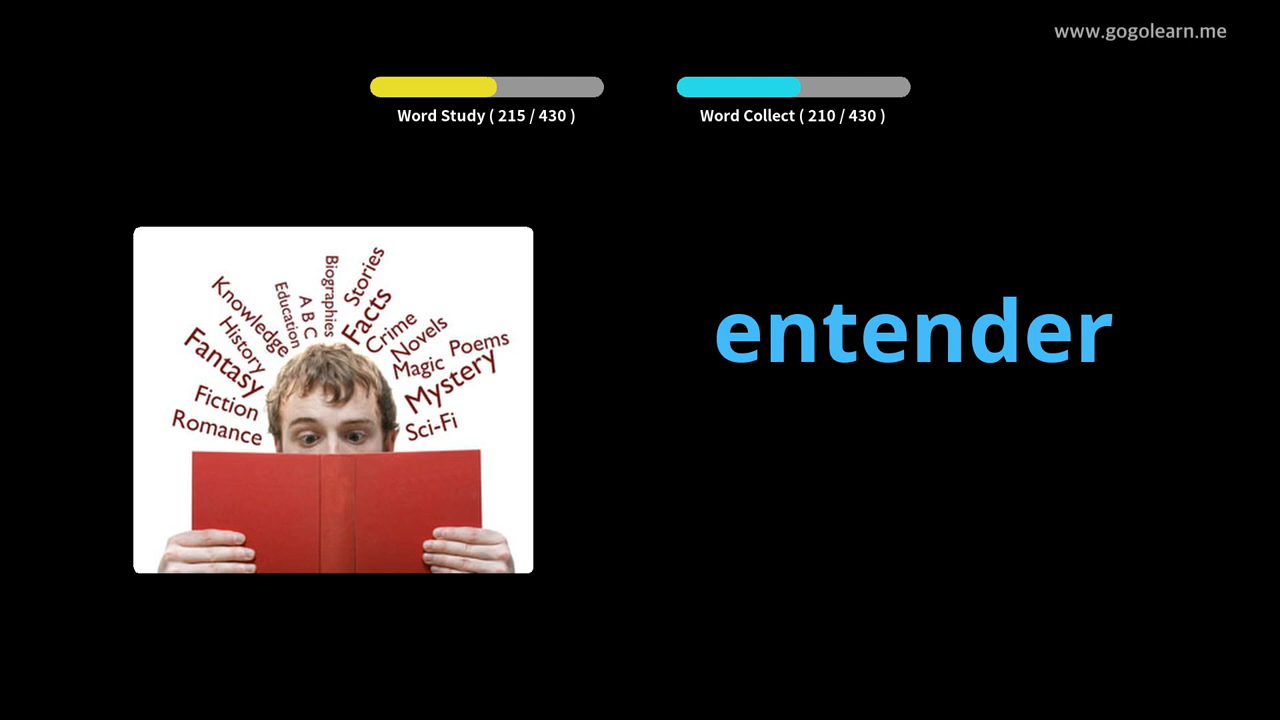 www.gogolearn.me
Word Study ( 215 / 430 )
Word Collect ( 210 / 430 )
Biographies
Stories
Education
A B C
Facts
Knowledge
Crime
History
Novels
Fantasy
Magic
Poems
Mystery
Fiction
Romance
Sci-Fi
entender